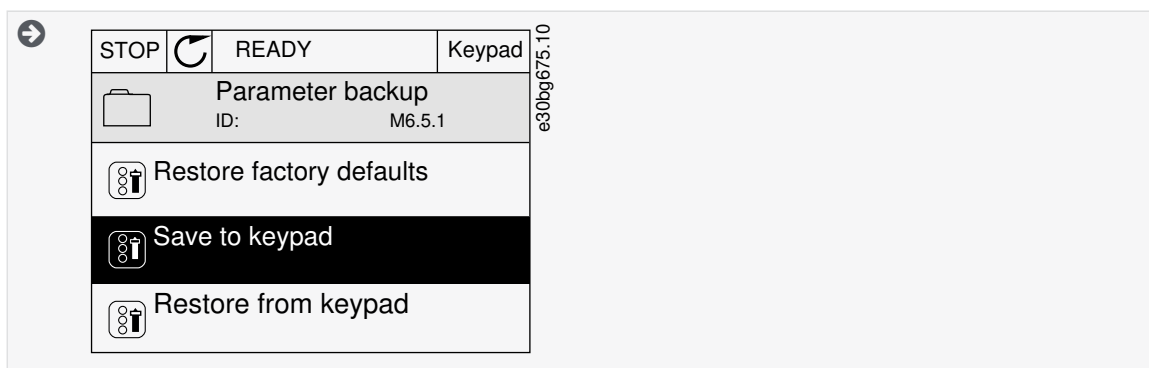 STOP READY Keypad
Parameter backup
ID: M6.5.1
Restore factory defaults
Save to keypad
Restore from keypad
e30bg675.10